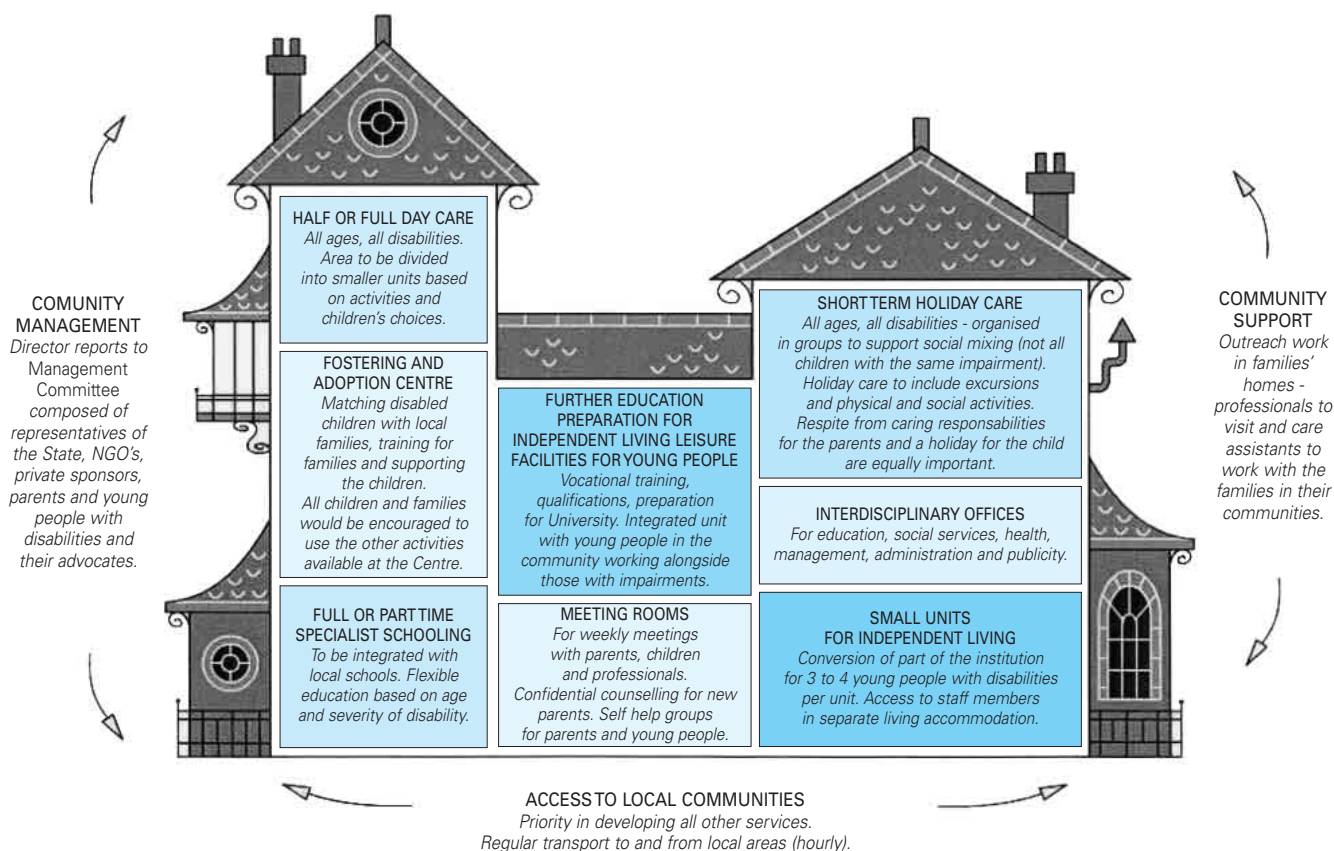 HALF OR FULL DAY CARE
All ages, all disabilities.
Area to be divided
into smaller units based
on activities and
children's choices.
COMUNITY
MANAGEMENT
Director reports to
Management
Committee
composed of
representatives of
the State, NGO's,
private sponsors,
parents and young
people with
disabilities and
their advocates.
FOSTERING AND
ADOPTION CENTRE
Matching disabled
children with local
families, training for
families and supporting
the children.
All children and families
would be encouraged to
use the other activities
available at the Centre.
FULL OR PART TIME
SPECIALIST SCHOOLING
To be integrated with
local schools. Flexible
education based on age
and severity of disability.
FURTHER EDUCATION
PREPARATION FOR
INDEPENDENT LIVING LEISURE
FACILITIES FOR YOUNG PEOPLE
Vocational training,
qualifications, preparation
for University. Integrated unit
with young people in the
community working alongside
those with impairments.
MEETING ROOMS
For weekly meetings
with parents, children
and professionals.
Confidential counselling for new
parents. Self help groups
for parents and young people.
SHORT TERM HOLIDAY CARE
All ages, all disabilities - organised
in groups to support social mixing (not all
children with the same impairment).
Holiday care to include excursions
and physical and social activities.
Respite from caring responsabilities
for the parents and a holiday for the child
are equally important.
INTERDISCIPLINARY OFFICES
For education, social services, health,
management, administration and publicity.
SMALL UNITS
FOR INDEPENDENT LIVING
Conversion of part of the institution
for 3 to 4 young people with disabilities
per unit. Access to staff members
in separate living accommodation.
COMMUNITY
SUPPORT
Outreach work
in families'
homes -
professionals to
visit and care
assistants to
work with the
families in their
communities.
ACCESS TO LOCAL COMMUNITIES
Priority in developing all other services.
Regular transport to and from local areas (hourly).